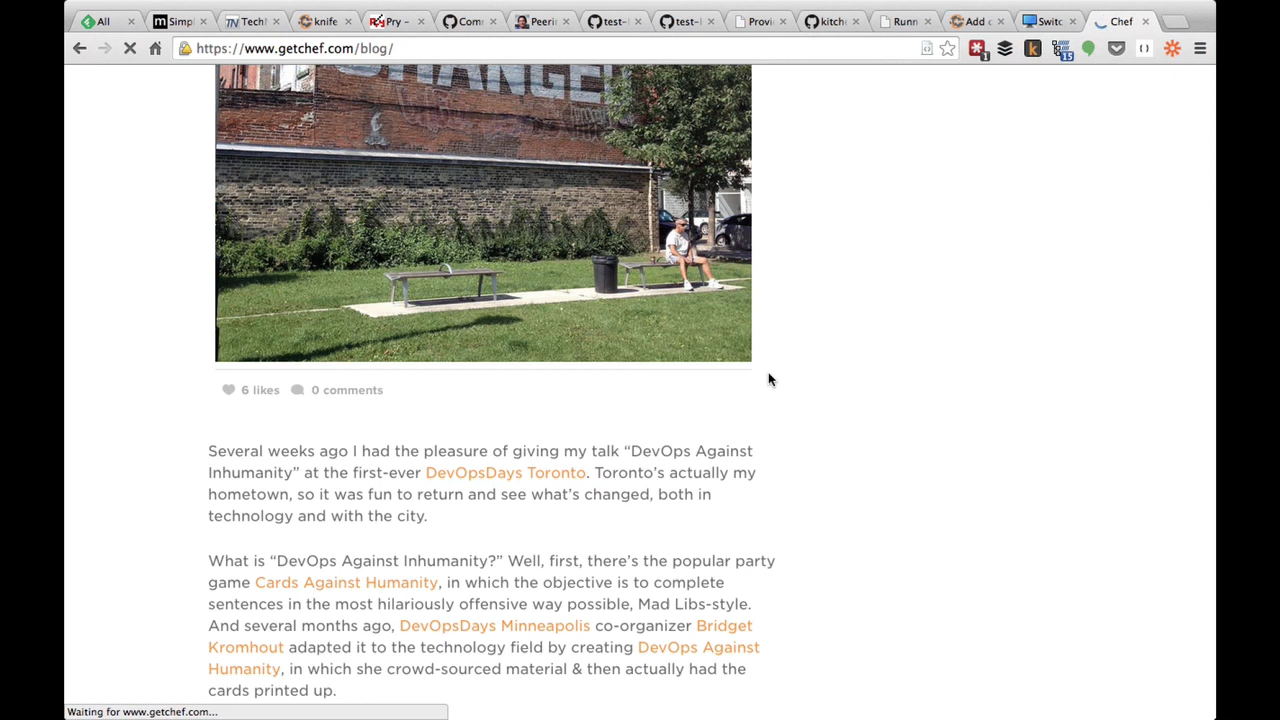 All
Simpl
TechN
knife
Pry –
Com
Peerin
test-
test-
Provi
kitche
Runn
Add c
Switc
Chef
https://www.getchef.com/blog/
1
15
6 likes 0 comments
Several weeks ago I had the pleasure of giving my talk “DevOps Against
Inhumanity” at the first-ever DevOpsDays Toronto. Toronto’s actually my
hometown, so it was fun to return and see what’s changed, both in
technology and with the city.
What is “DevOps Against Inhumanity?” Well, first, there’s the popular party
game Cards Against Humanity, in which the objective is to complete
sentences in the most hilariously offensive way possible, Mad Libs-style.
And several months ago, DevOpsDays Minneapolis co-organizer Bridget
Kromhout adapted it to the technology field by creating DevOps Against
Humanity, in which she crowd-sourced material & then actually had the
cards printed up.
Waiting for www.getchef.com...